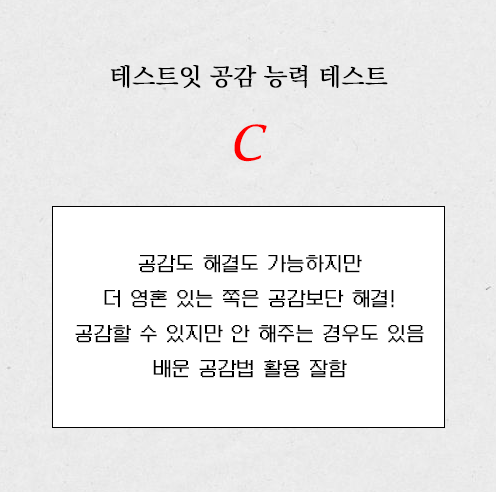 테스트잇 공감 능력 테스트
C
공감도 해결도 가능하지만
더 영혼 있는 쪽은 공감보단 해결!
공감할 수 있지만 안 해주는 경우도 있음
배운 공감법 활용 잘함